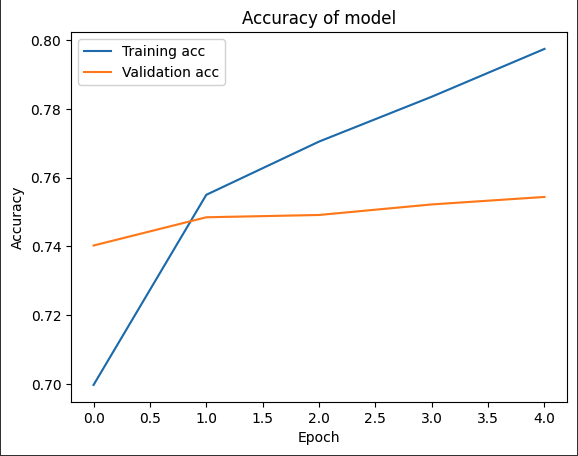 Accuracy of model
Training acc
Validation acc
0.80
0.78
0.76
0.74
0.72
0.70
Accuracy
0.0 0.5 1.0 1.5 2.0 2.5 3.0 3.5 4.0
Epoch